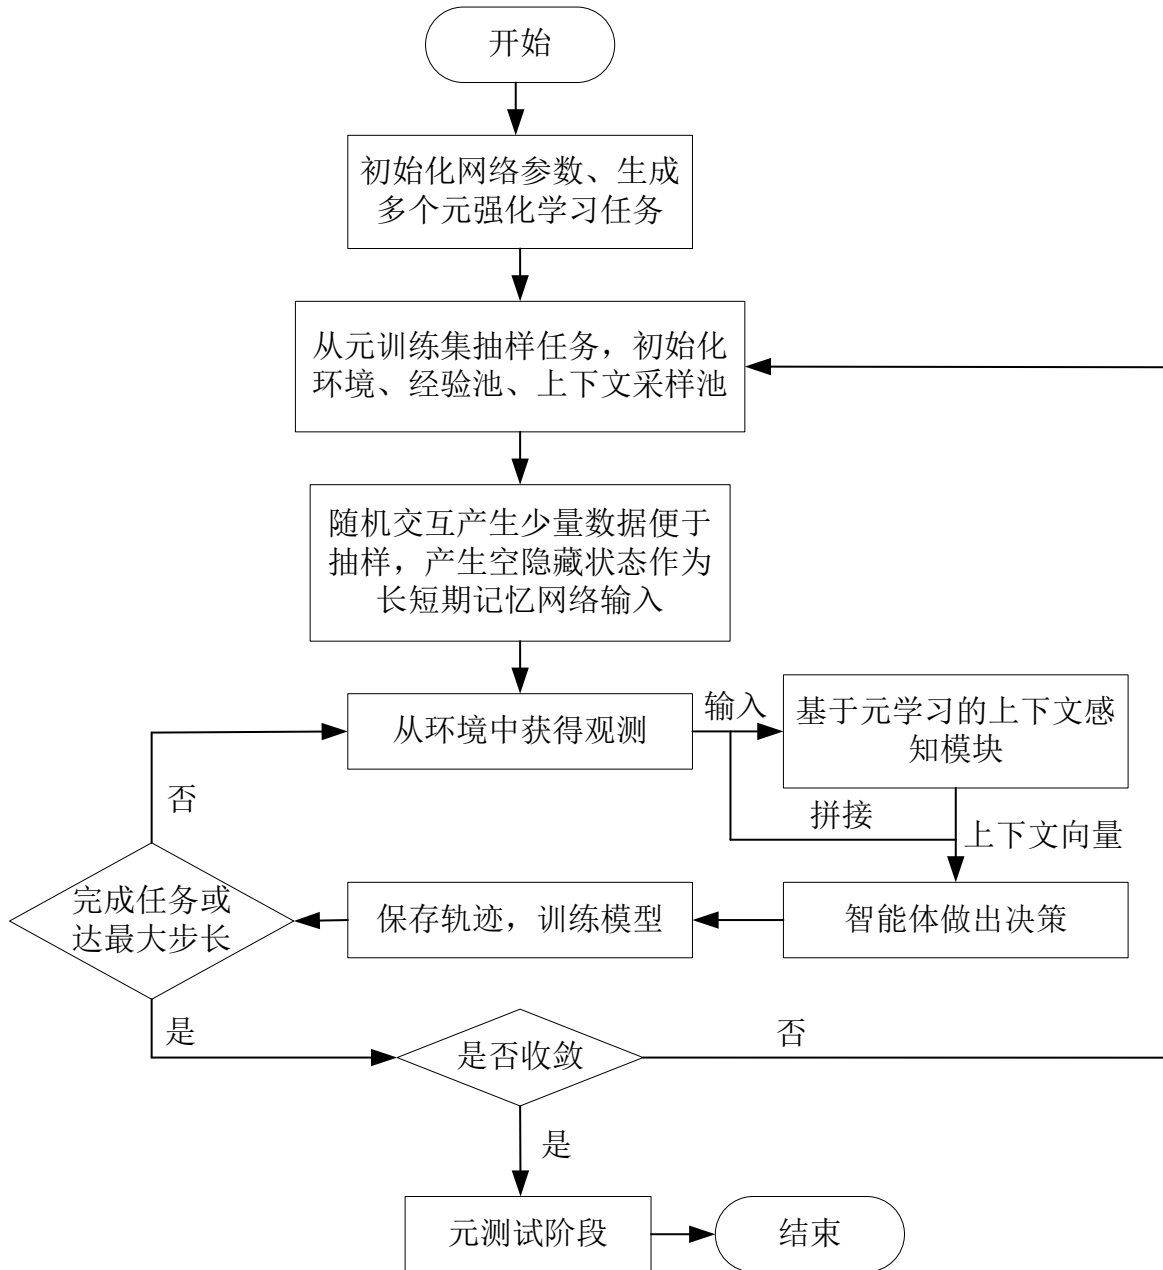 开始
初始化网络参数、生成
多个元强化学习任务
从元训练集抽样任务，初始化
环境、经验池、上下文采样池
随机交互产生少量数据便于
抽样，产生空隐藏状态作为
长短期记忆网络输入
从环境中获得观测
输入
基于元学习的上下文感
知模块
拼接
上下文向量
否
完成任务或
达最大步长
保存轨迹，训练模型
智能体做出决策
是
是否收敛
否
是
元测试阶段
结束